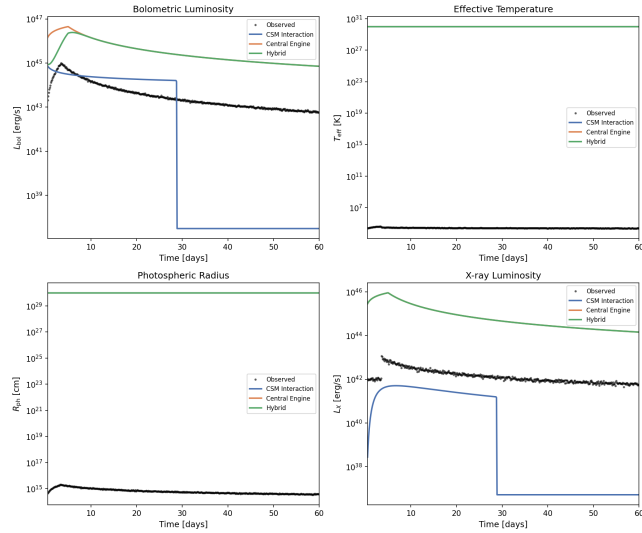 Bolometric Luminosity
10^47
10^45
10^43
10^41
10^39
L_bol [erg/s]
Observed
CSM Interaction
Central Engine
Hybrid
10 20 30 40 50 60
Time [days]
Effective Temperature
10^31
10^27
10^23
10^19
10^15
10^11
10^7
T_eff [K]
Observed
CSM Interaction
Central Engine
Hybrid
10 20 30 40 50 60
Time [days]
Photospheric Radius
10^29
10^27
10^25
10^23
10^21
10^19
10^17
10^15
R_ph [cm]
Observed
CSM Interaction
Central Engine
Hybrid
10 20 30 40 50 60
Time [days]
X-ray Luminosity
10^46
10^44
10^42
10^40
10^38
L_X [erg/s]
Observed
CSM Interaction
Central Engine
Hybrid
10 20 30 40 50 60
Time [days]